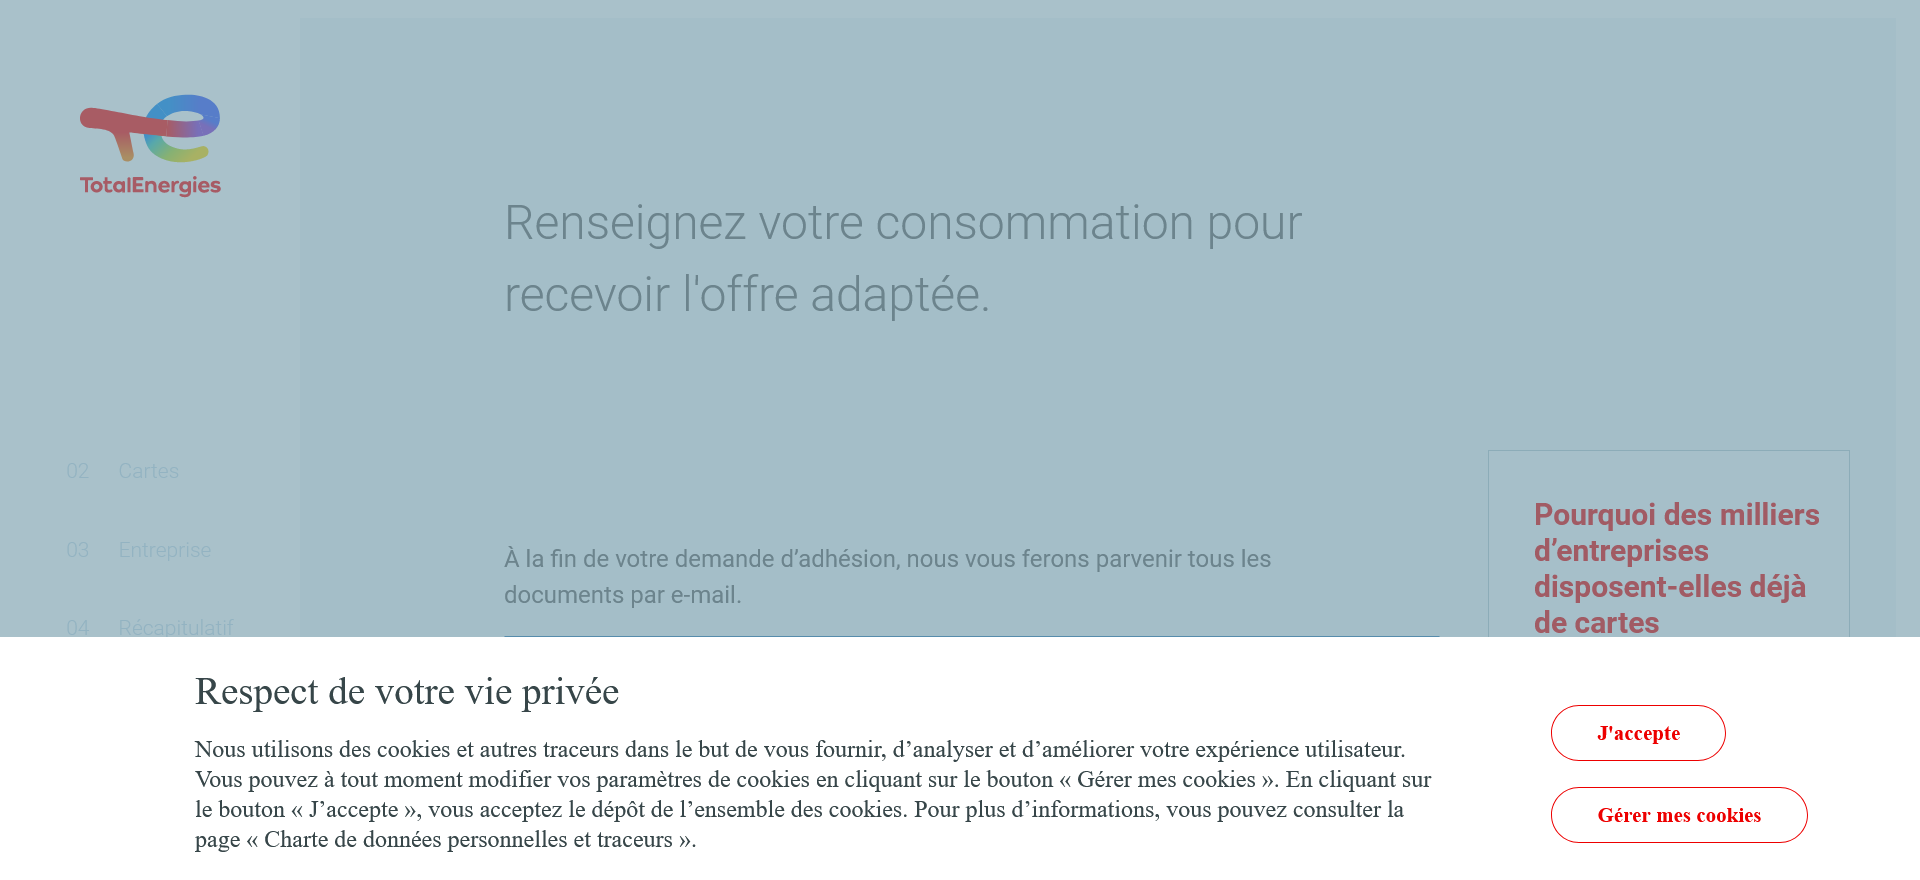 TotalEnergies
Renseignez votre consommation pour
recevoir l'offre adaptée.
02 Cartes
03 Entreprise
04 Récapitulatif
À la fin de votre demande d’adhésion, nous vous ferons parvenir tous les
documents par e-mail.
Pourquoi des milliers
d’entreprises
disposent-elles déjà
de cartes
Respect de votre vie privée
Nous utilisons des cookies et autres traceurs dans le but de vous fournir, d’analyser et d’améliorer votre expérience utilisateur.
Vous pouvez à tout moment modifier vos paramètres de cookies en cliquant sur le bouton « Gérer mes cookies ». En cliquant sur
le bouton « J’accepte », vous acceptez le dépôt de l’ensemble des cookies. Pour plus d’informations, vous pouvez consulter la
page « Charte de données personnelles et traceurs ».
J'accepte
Gérer mes cookies